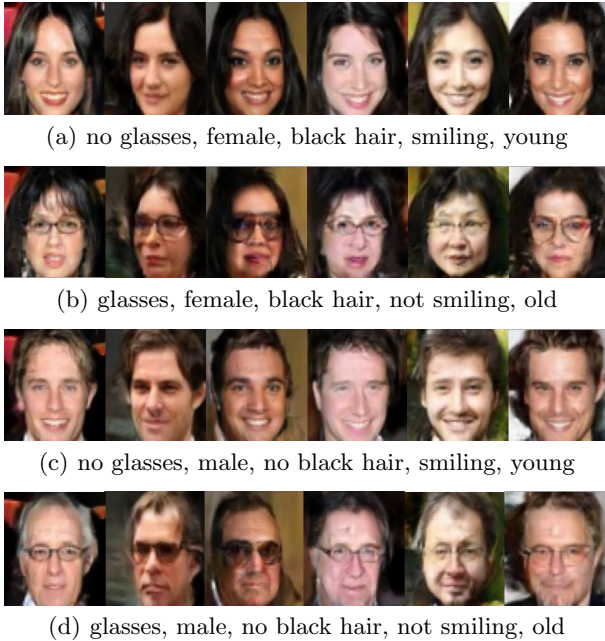 (a) no glasses, female, black hair, smiling, young
(b) glasses, female, black hair, not smiling, old
(c) no glasses, male, no black hair, smiling, young
(d) glasses, male, no black hair, not smiling, old